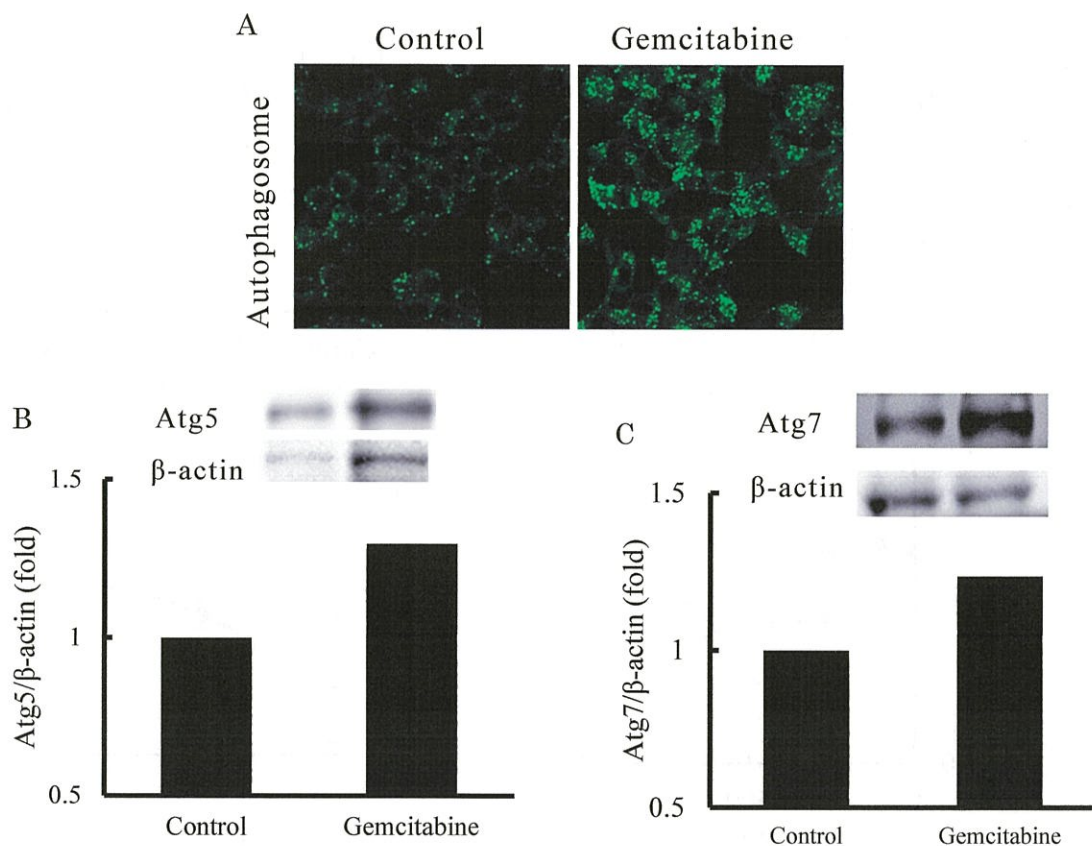 A
Control Gemcitabine
Autophagosome
B
Atg5
β-actin
1.5
1
0.5
Atg5/β-actin (fold)
Control Gemcitabine
C
Atg7
β-actin
1.5
1
0.5
Atg7/β-actin (fold)
Control Gemcitabine